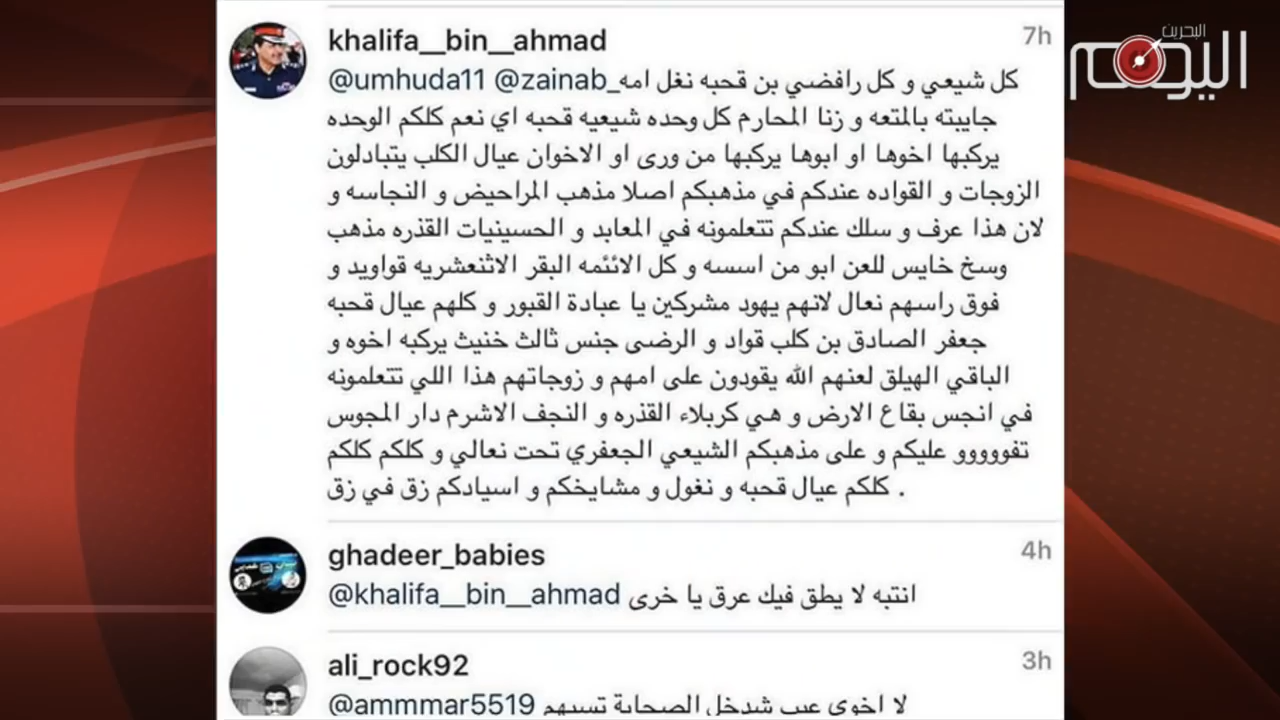 البحرين
اليوم
khalifa__bin__ahmad 7h
@umhuda11 @zainab_كل شيعي و كل رافضي بن قحبه نغل امه
جايبته بالمتعه و زنا المحارم كل وحده شيعيه قحبه اي نعم كلكم الوحده
يركبها اخوها او ابوها يركبها من ورى او الاخوان عيال الكلب يتبادلون
الزوجات و القواده عندكم في مذهبكم اصلا مذهب المراحيض و النجاسه و
لان هذا عرف و سلك عندكم تتعلمونه في المعابد و الحسينيات القذره مذهب
وسخ خايس للعن ابو من اسسه و كل الائئمه البقر الاثنعشريه قواويد و
فوق راسهم نعال لانهم يهود مشركين يا عبادة القبور و كلهم عيال قحبه
جعفر الصادق بن كلب قواد و الرضى جنس ثالث خنيث يركبه اخوه و
الباقي الهيلق لعنهم الله يقودون على امهم و زوجاتهم هذا اللي تتعلمونه
في انجس بقاع الارض و هي كربلاء القذره و النجف الاشرم دار المجوس
تفووووو عليكم و على مذهبكم الشيعي الجعفري تحت نعالي و كلكم كلكم
كلكم عيال قحبه و نغول و مشايخكم و اسيادكم زق في زق .
ghadeer_babies 4h
@khalifa__bin__ahmad انتبه لا يطق فيك عرق يا خرى
ali_rock92 3h
@ammmar5519 لا اخوي عيب شدخل الصحابة تسبهم